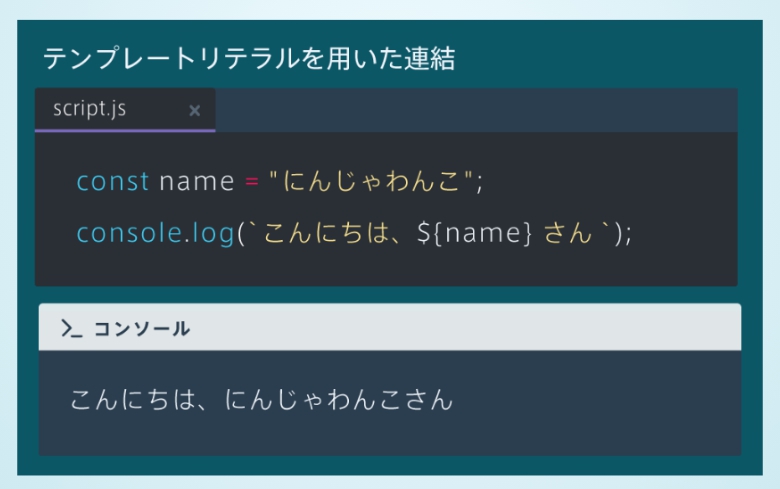 テンプレートリテラルを用いた連結
script.js ×
const name = "にんじゃわんこ";
console.log(`こんにちは、${name} さん `);
>_ コンソール
こんにちは、にんじゃわんこさん